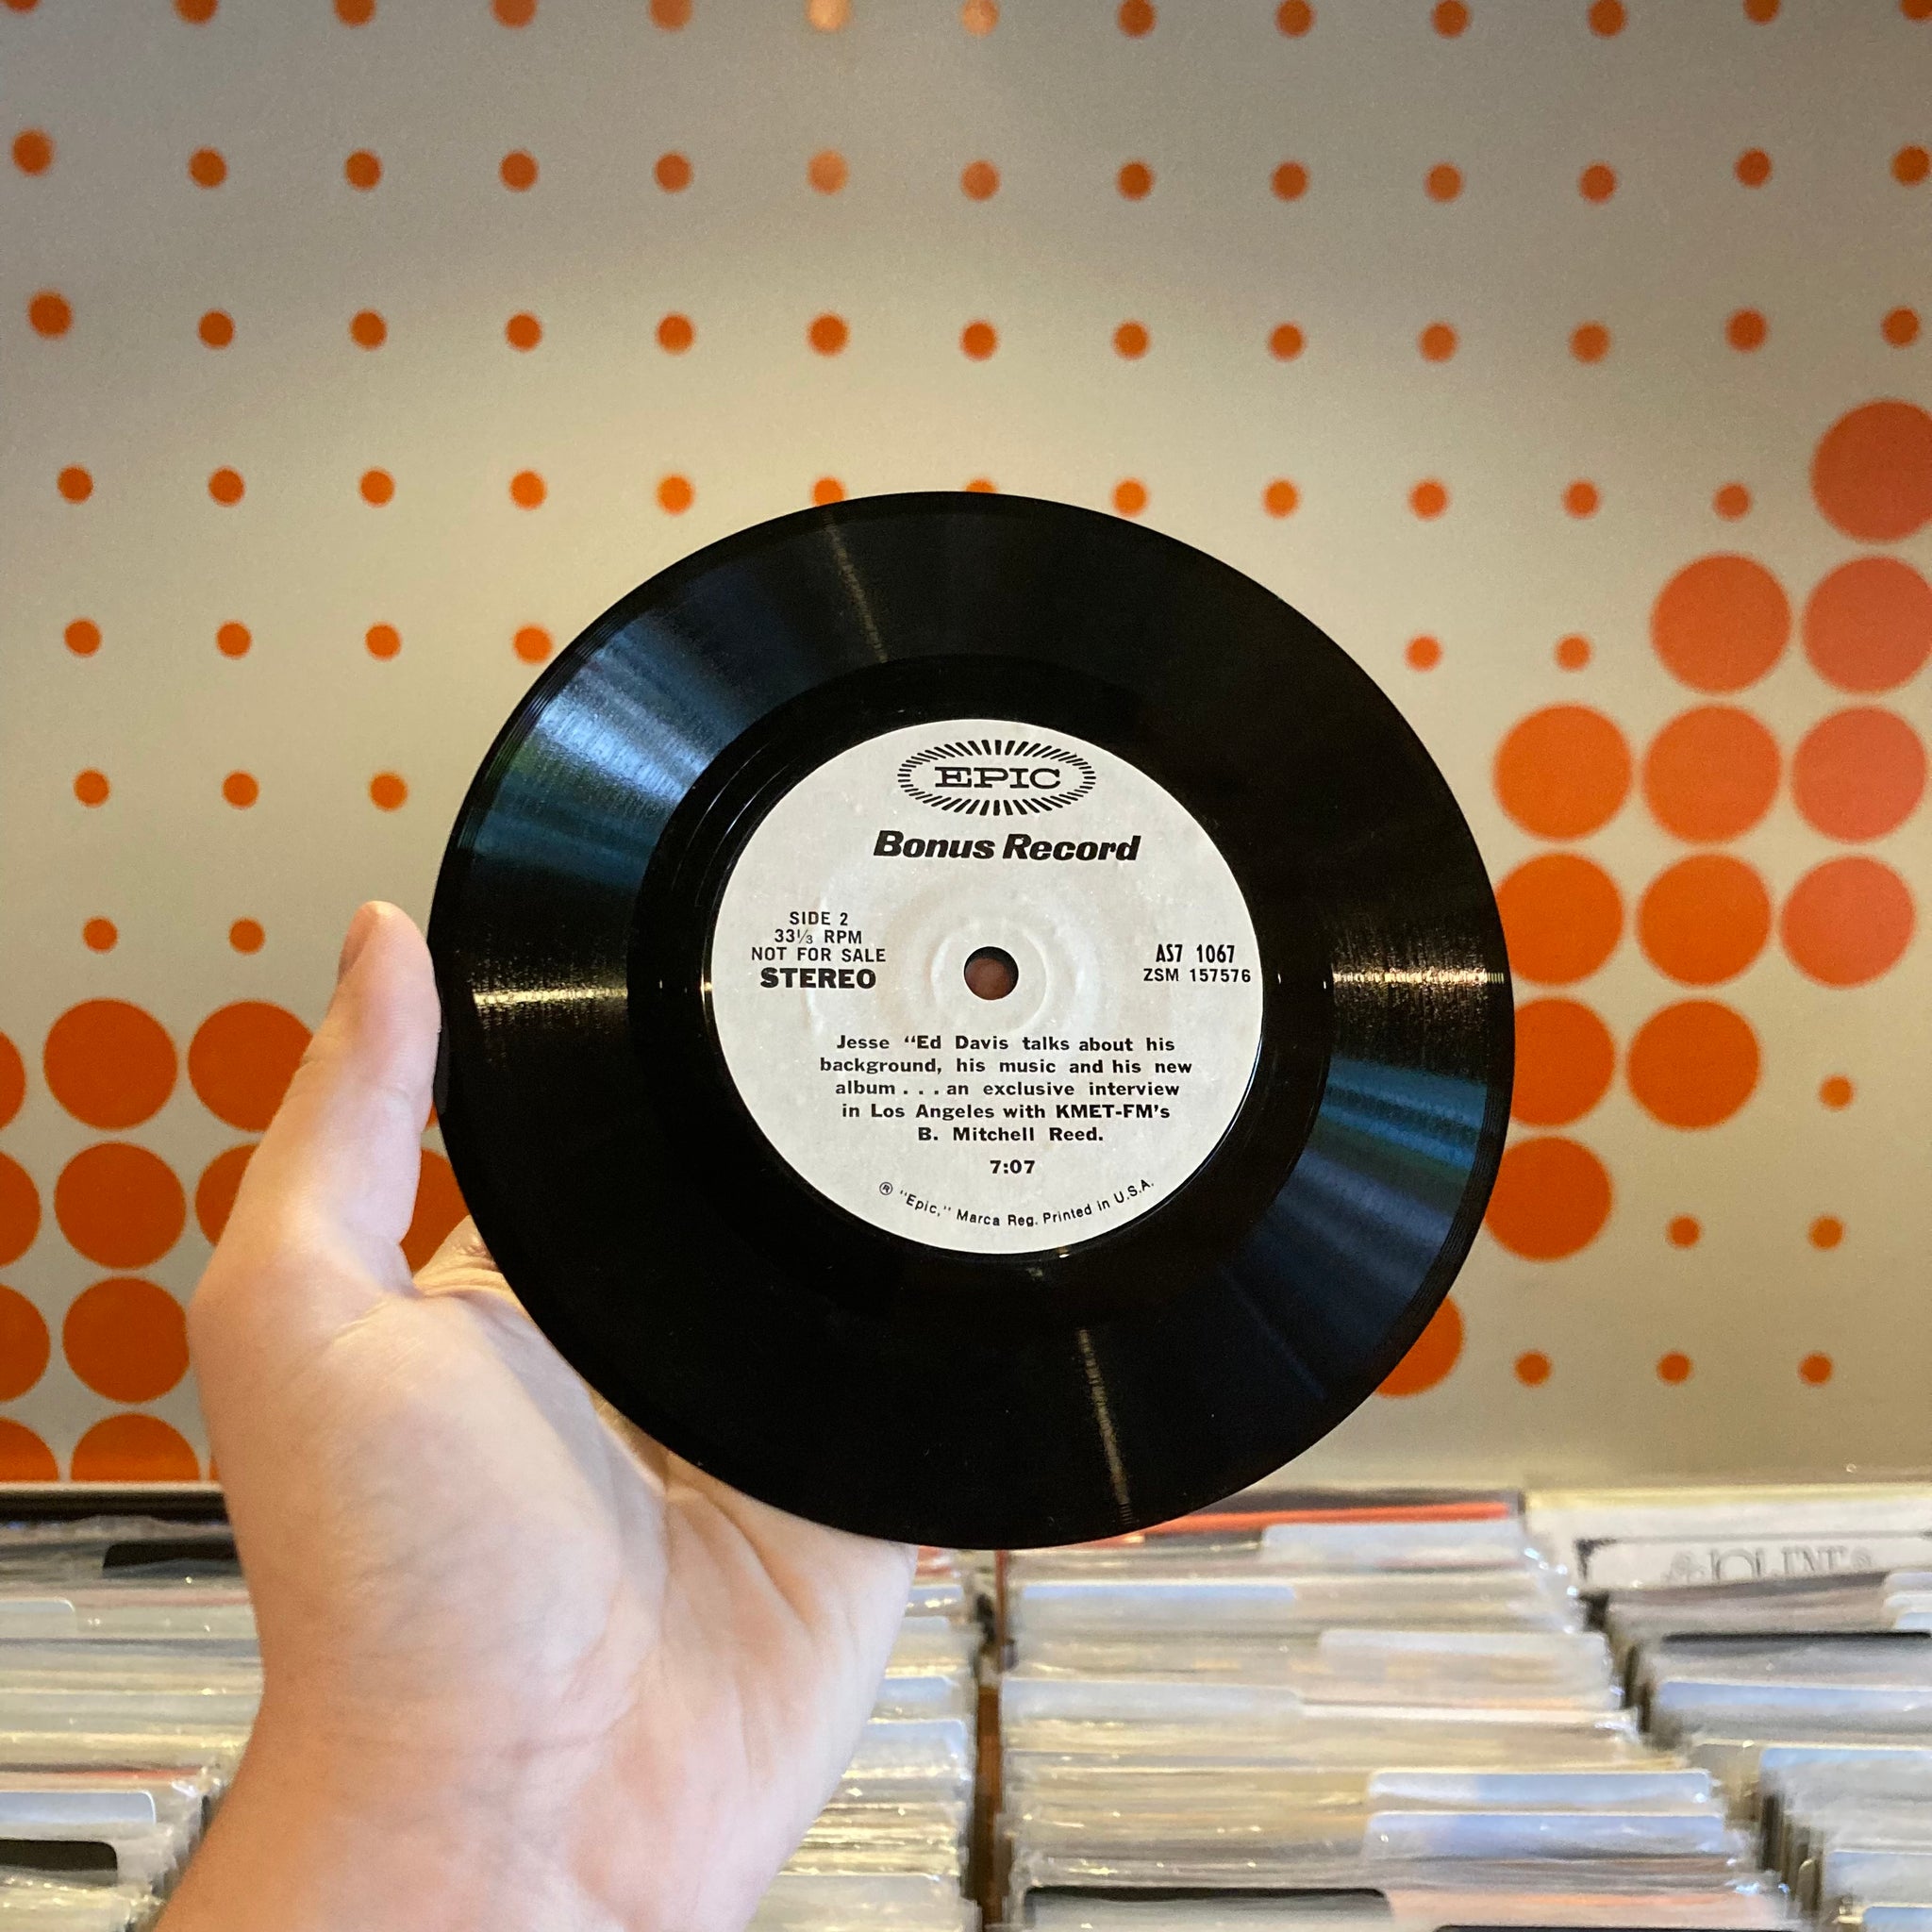 EPIC
Bonus Record
SIDE 2
33⅓ RPM
NOT FOR SALE
STEREO
AS7 1067
ZSM 157576
Jesse “Ed Davis talks about his
background, his music and his new
album . . . an exclusive interview
in Los Angeles with KMET-FM’s
B. Mitchell Reed.
7:07
® “Epic,” Marca Reg. Printed in U.S.A.
JOLENE